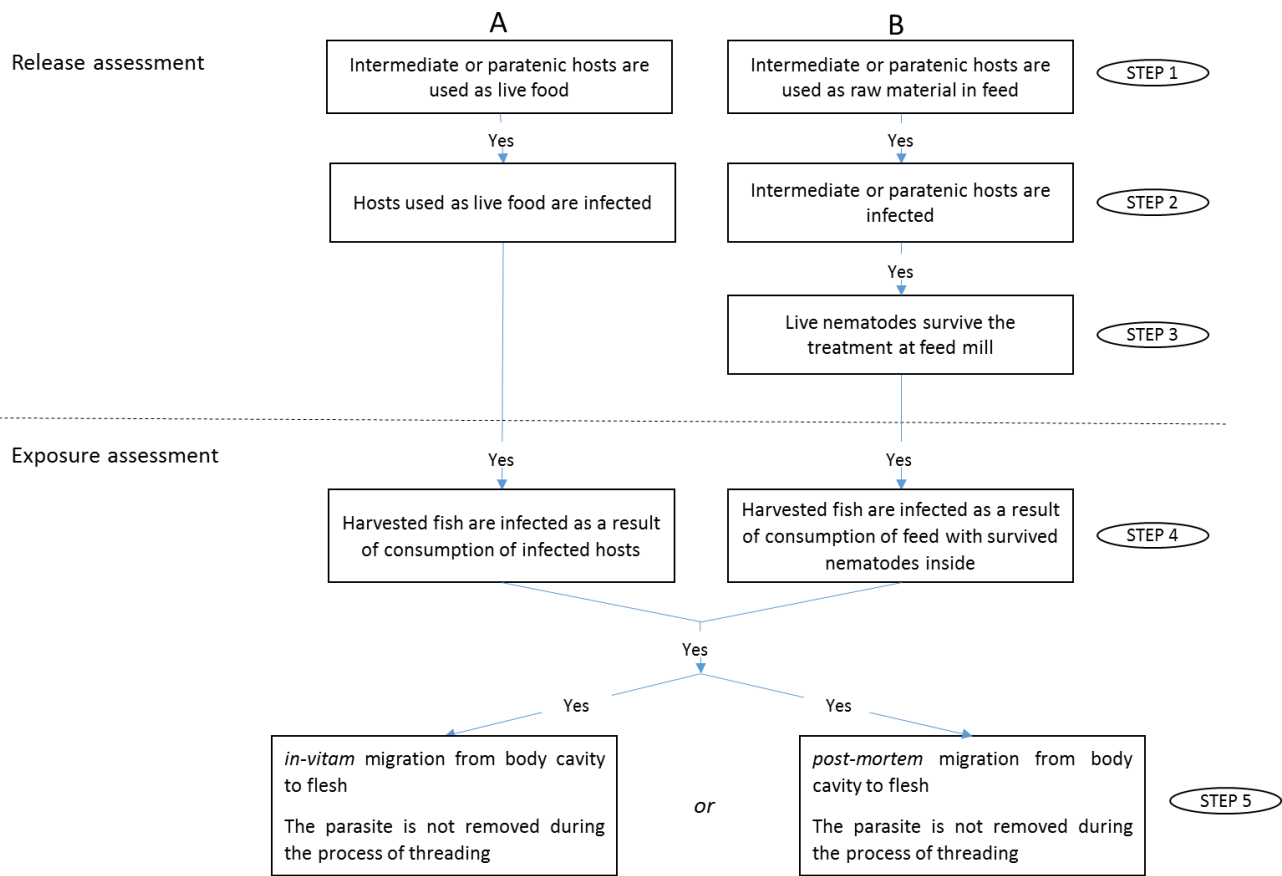 A
B
Release assessment
Intermediate or paratenic hosts are
used as live food
Intermediate or paratenic hosts are
used as raw material in feed
STEP 1
Yes
Yes
Hosts used as live food are infected
Intermediate or paratenic hosts are
infected
STEP 2
Yes
Live nematodes survive the
treatment at feed mill
STEP 3
Exposure assessment
Yes
Yes
Harvested fish are infected as a result
of consumption of infected hosts
Harvested fish are infected as a result
of consumption of feed with survived
nematodes inside
STEP 4
Yes
Yes
Yes
in-vitam migration from body cavity
to flesh
The parasite is not removed during
the process of threading
or
post-mortem migration from body
cavity to flesh
The parasite is not removed during
the process of threading
STEP 5